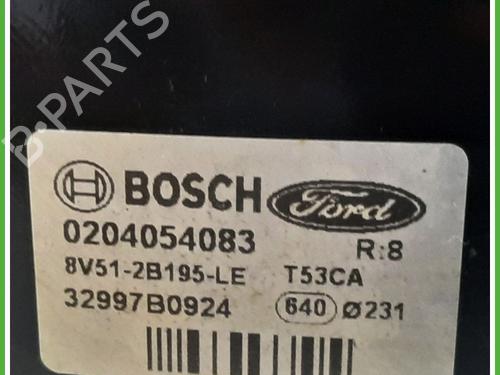 B-PARTS
BOSCH Ford
0204054083 R:8
8V51-2B195-LE T53CA
32997B0924 640 Ø231